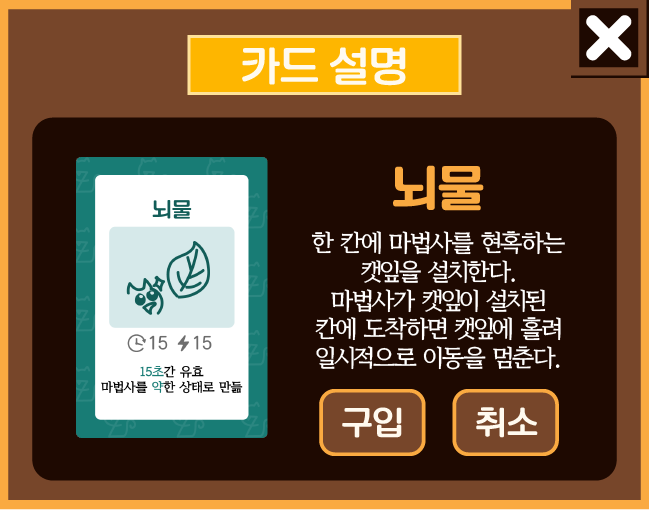 카드 설명
뇌물
15 15
15초간 유효
마법사를 약한 상태로 만듦
뇌물
한 칸에 마법사를 현혹하는
캣잎을 설치한다.
마법사가 캣잎이 설치된
칸에 도착하면 캣잎에 홀려
일시적으로 이동을 멈춘다.
구입
취소